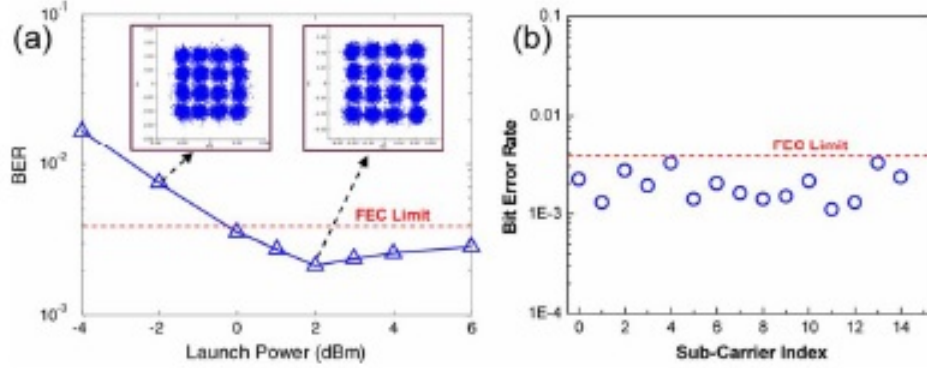 (a)
BER
10^-1
10^-2
10^-3
FEC Limit
-4
-2
0
2
4
6
Launch Power (dBm)
(b)
Bit Error Rate
0.1
0.01
1E-3
1E-4
FEC Limit
0
2
4
6
8
10
12
14
Sub-Carrier Index